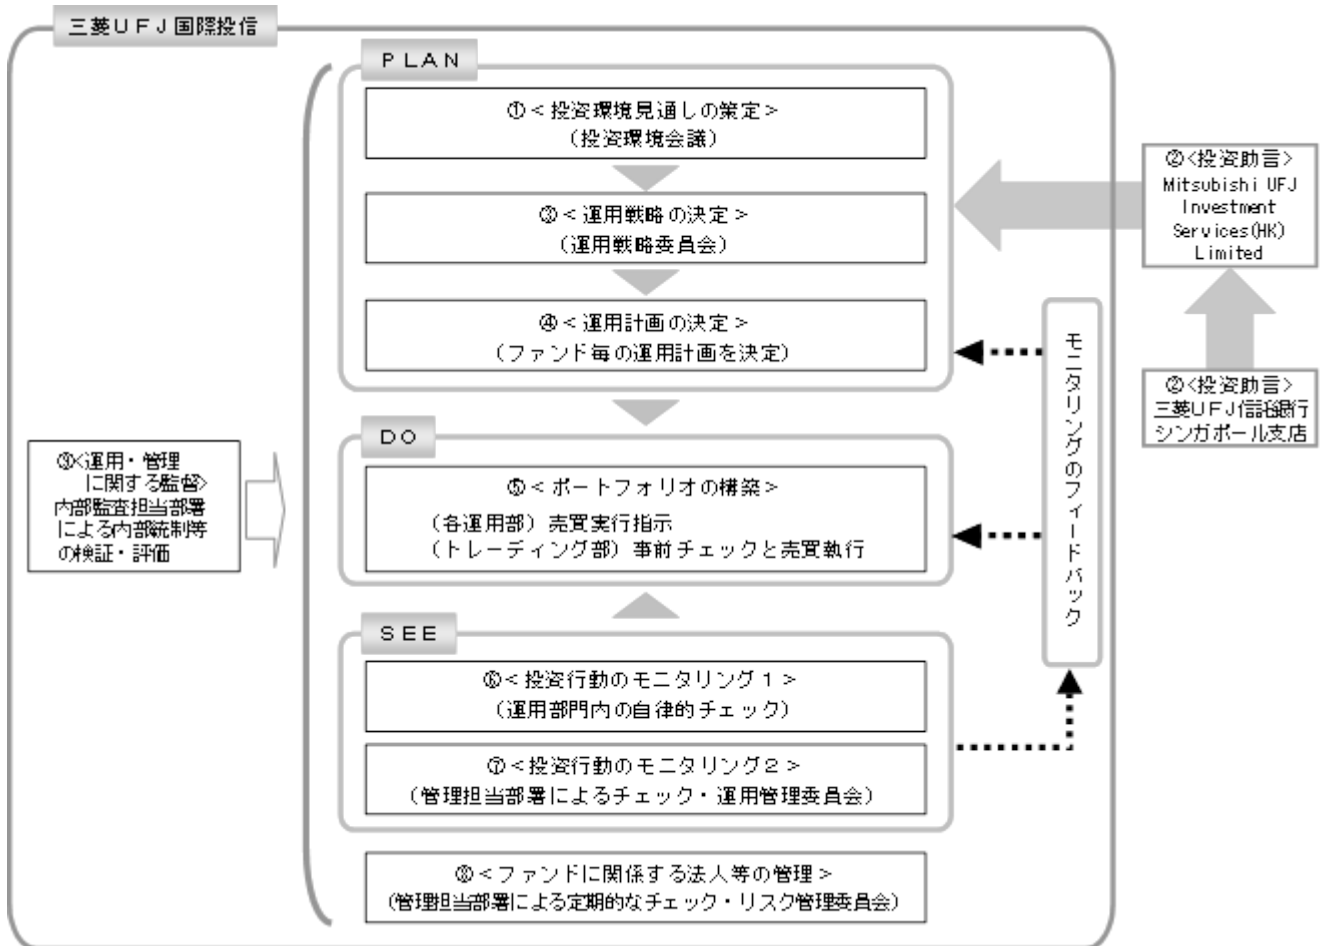 三菱ＵＦＪ国際投信
ＰＬＡＮ
①＜投資環境見通しの策定＞
（投資環境会議）
③＜運用戦略の決定＞
（運用戦略委員会）
④＜運用計画の決定＞
（ファンド毎の運用計画を決定）
②<投資助言>
Mitsubishi UFJ
Investment
Services(HK)
Limited
②<投資助言>
三菱ＵＦＪ信託銀行
シンガポール支店
モニタリングのフィードバック
ＤＯ
⑤＜ポートフォリオの構築＞
（各運用部）売買実行指示
（トレーディング部）事前チェックと売買執行
⑨<運用・管理
に関する監督>
内部監査担当部署
による内部統制等
の検証・評価
ＳＥＥ
⑥＜投資行動のモニタリング１＞
（運用部門内の自律的チェック）
⑦＜投資行動のモニタリング２＞
（管理担当部署によるチェック・運用管理委員会）
⑧＜ファンドに関係する法人等の管理＞
（管理担当部署による定期的なチェック・リスク管理委員会）